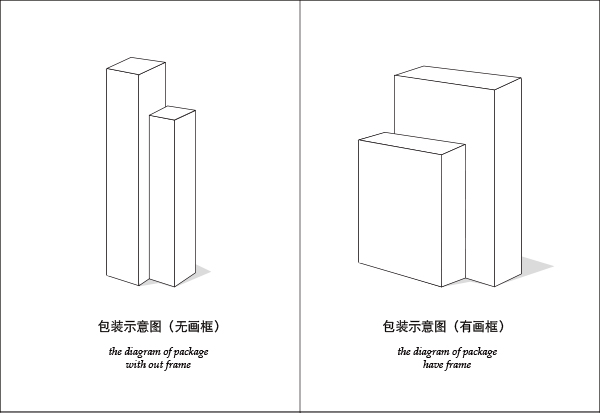 包装示意图（无画框）
the diagram of package
with out frame
包装示意图（有画框）
the diagram of package
have frame